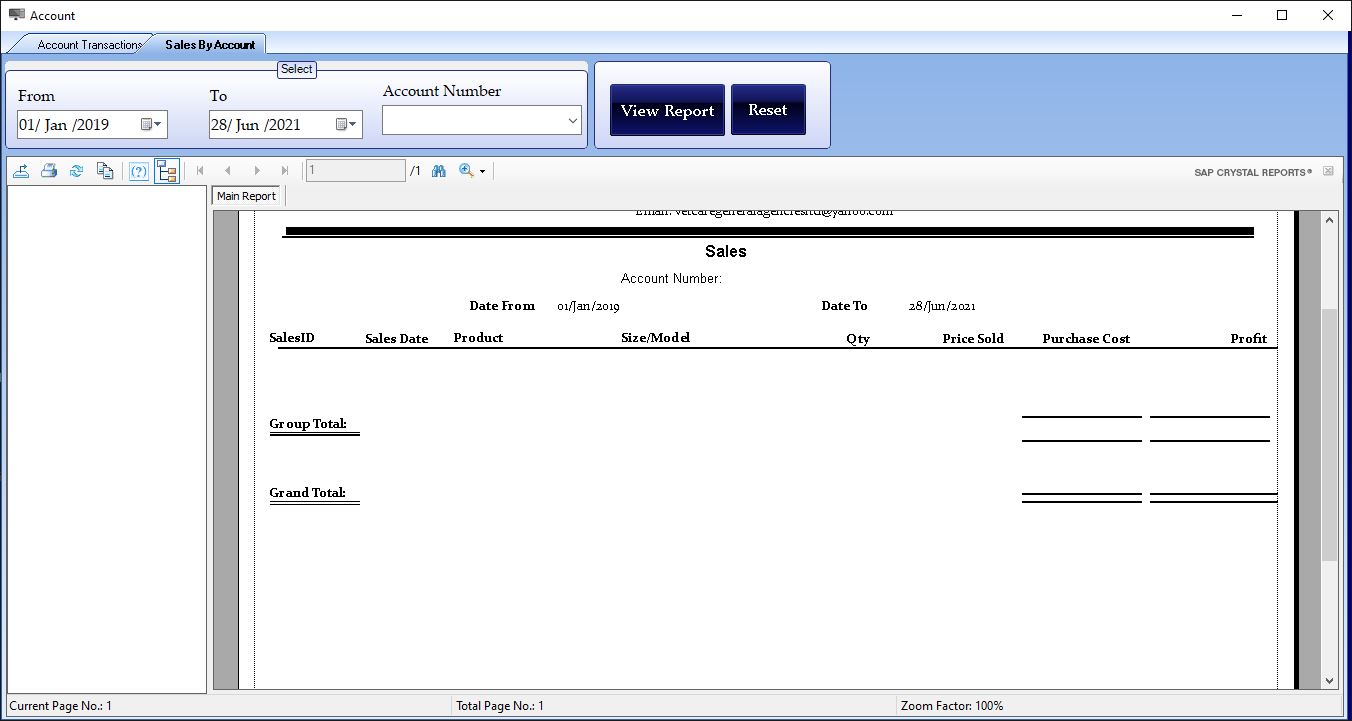 Account
Account Transactions Sales By Account
Select
From To Account Number
01/ Jan /2019 28/ Jun /2021
View Report Reset
(?) 1 /1 SAP CRYSTAL REPORTS®
Main Report
Sales
Account Number:
Date From 01/Jan/2019 Date To 28/Jun/2021
SalesID Sales Date Product Size/Model Qty Price Sold Purchase Cost Profit
Group Total:
Grand Total:
Current Page No.: 1 Total Page No.: 1 Zoom Factor: 100%